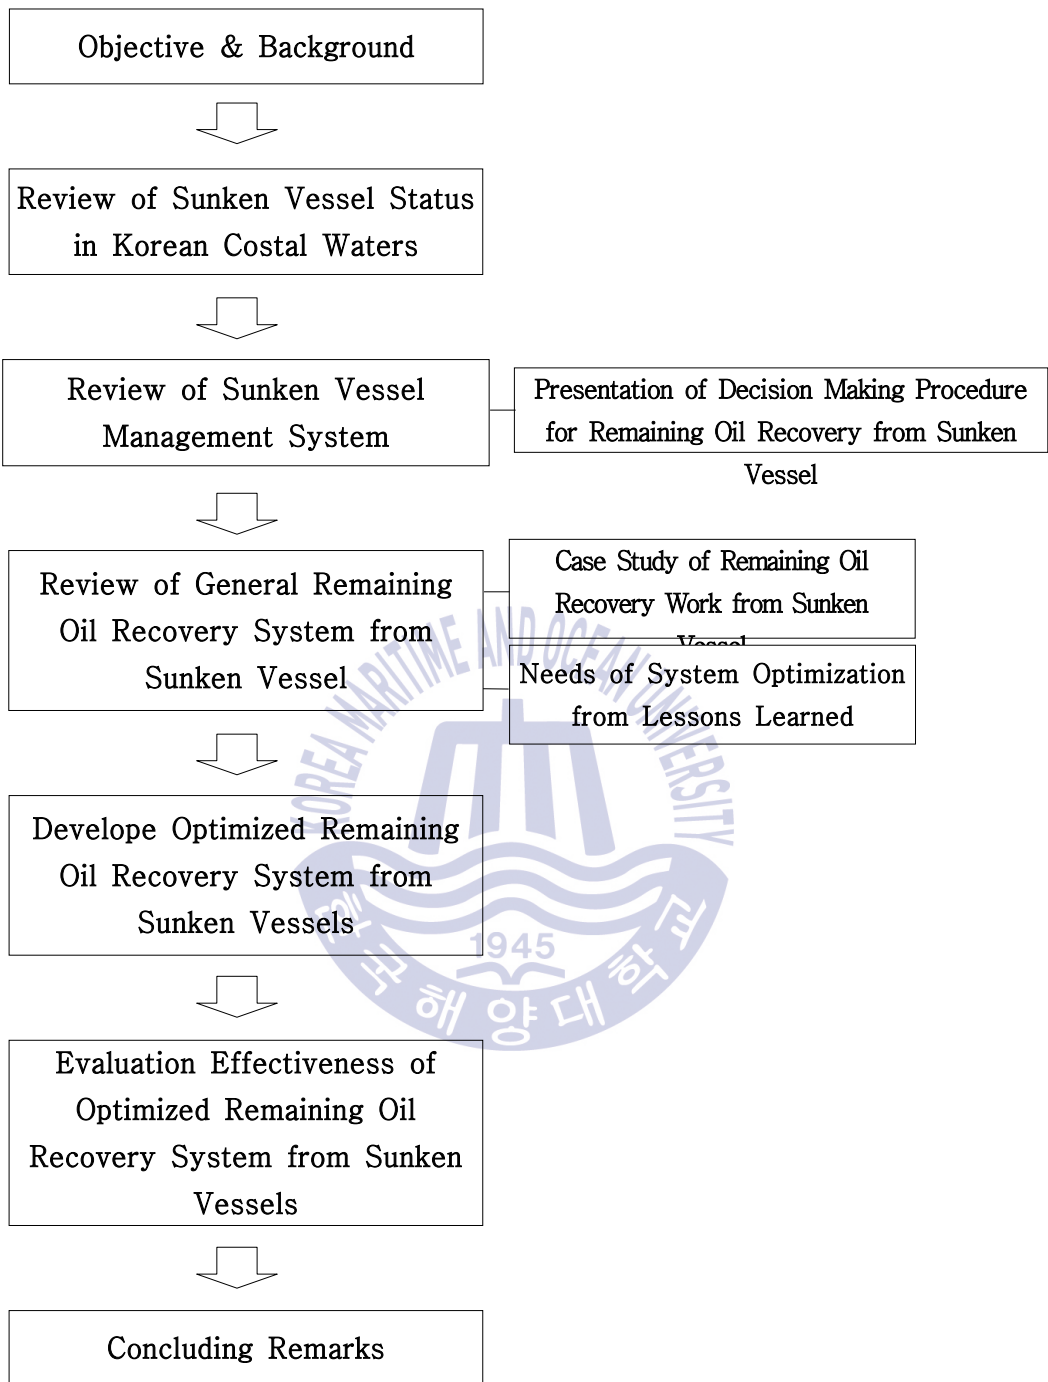 Objective & Background
Review of Sunken Vessel Status
in Korean Costal Waters
Review of Sunken Vessel
Management System
Presentation of Decision Making Procedure
for Remaining Oil Recovery from Sunken
Vessel
Review of General Remaining
Oil Recovery System from
Sunken Vessel
Case Study of Remaining Oil
Recovery Work from Sunken
Vessel
Needs of System Optimization
from Lessons Learned
Develope Optimized Remaining
Oil Recovery System from
Sunken Vessels
Evaluation Effectiveness of
Optimized Remaining Oil
Recovery System from Sunken
Vessels
Concluding Remarks
KOREA MARITIME AND OCEAN UNIVERSITY
1945
한국해양대학교